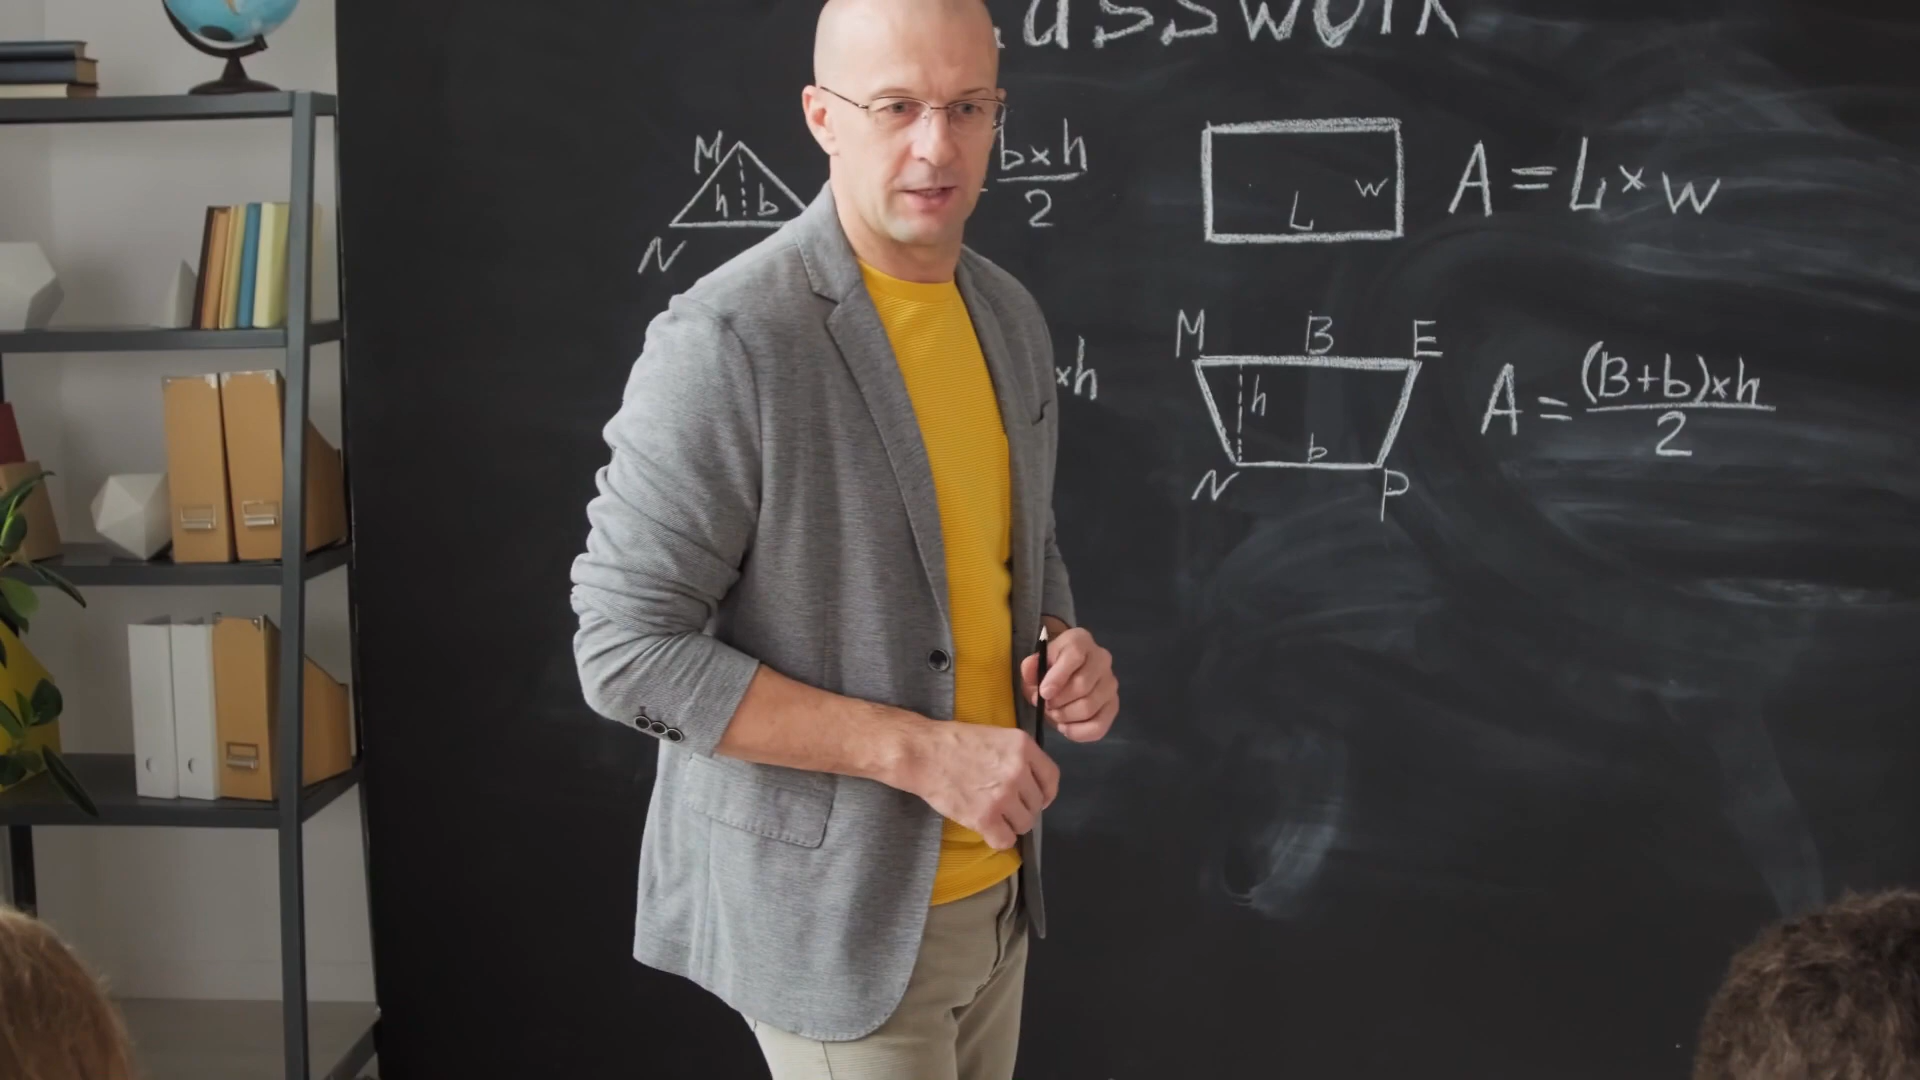 M
h b
N
b×h
2
L w
A = L×w
×h
M B E
h
b
N P
A = (B+b)×h
2